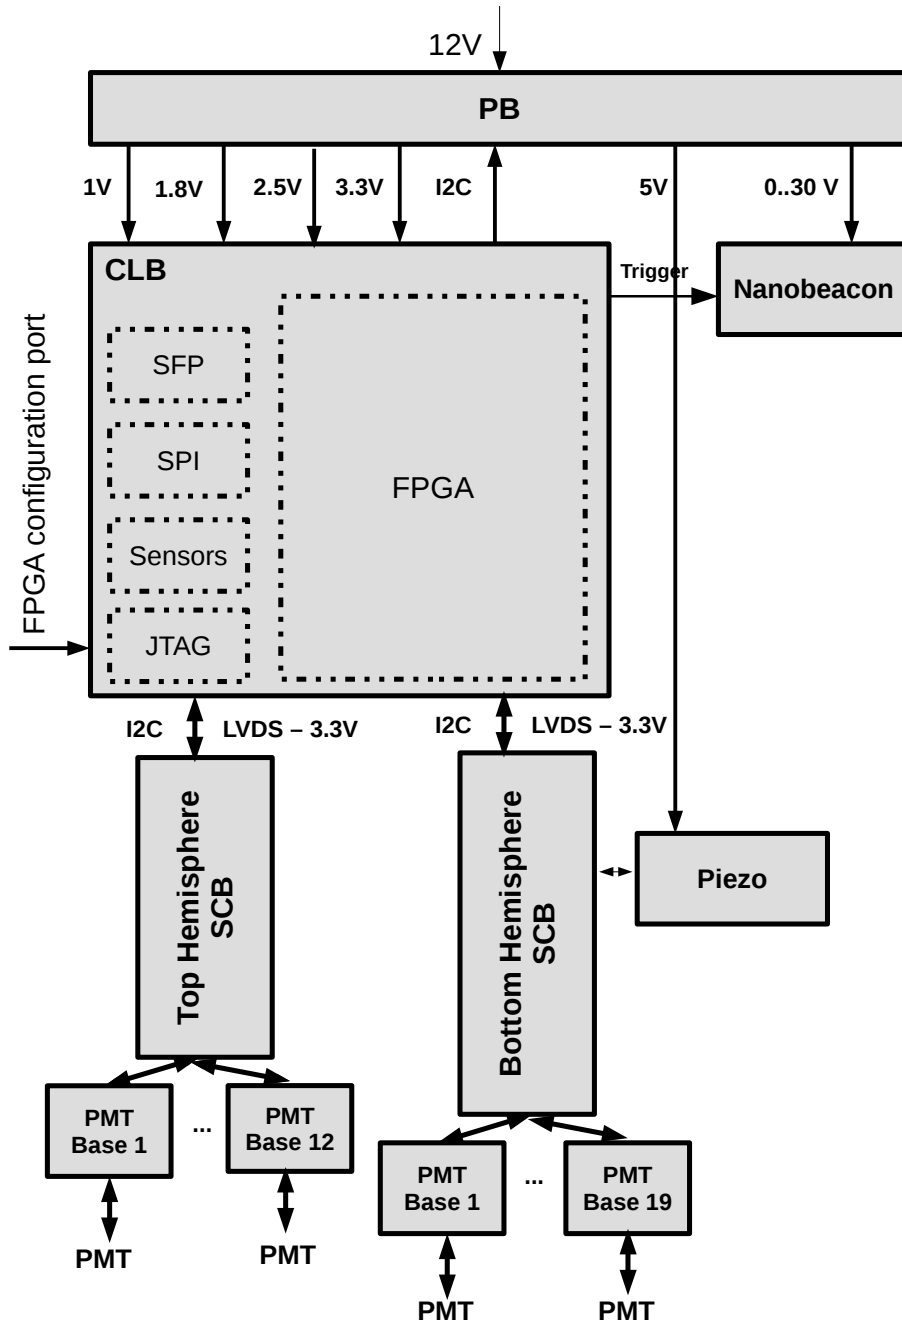 12V
PB
1V
1.8V
2.5V
3.3V
I2C
5V
0..30 V
CLB
Trigger
Nanobeacon
SFP
SPI
Sensors
JTAG
FPGA
FPGA configuration port
I2C
LVDS – 3.3V
I2C
LVDS – 3.3V
Top Hemisphere
SCB
Bottom Hemisphere
SCB
Piezo
PMT
Base 1
...
PMT
Base 12
PMT
PMT
PMT
Base 1
...
PMT
Base 19
PMT
PMT